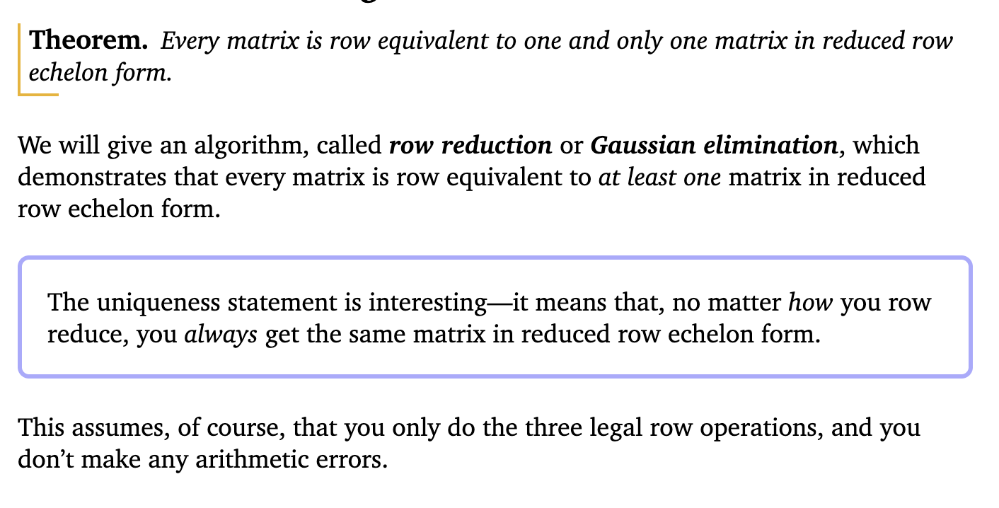 Theorem. Every matrix is row equivalent to one and only one matrix in reduced row
echelon form.
We will give an algorithm, called row reduction or Gaussian elimination, which
demonstrates that every matrix is row equivalent to at least one matrix in reduced
row echelon form.
The uniqueness statement is interesting—it means that, no matter how you row
reduce, you always get the same matrix in reduced row echelon form.
This assumes, of course, that you only do the three legal row operations, and you
don’t make any arithmetic errors.